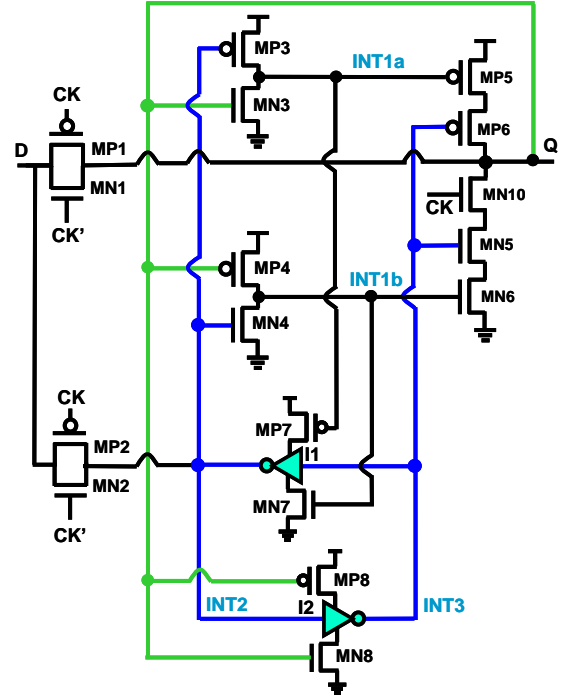 MP3
INT1a
MP5
CK
MN3
MP6
D
MP1
Q
MN1
CK
MN10
CK'
MN5
MP4
INT1b
MN6
MN4
CK
MP7
I1
MP2
MN2
MN7
CK'
MP8
INT2
I2
INT3
MN8